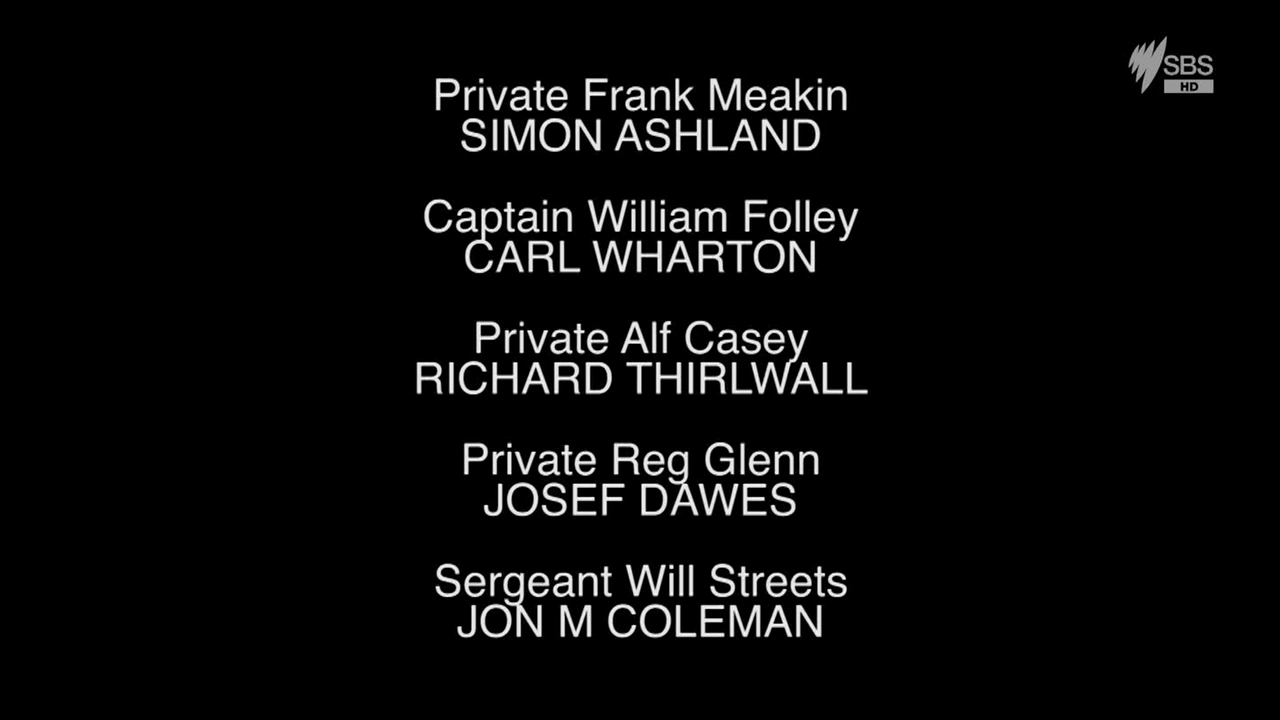 Private Frank Meakin
SIMON ASHLAND
Captain William Folley
CARL WHARTON
Private Alf Casey
RICHARD THIRLWALL
Private Reg Glenn
JOSEF DAWES
Sergeant Will Streets
JON M COLEMAN
SBS
HD